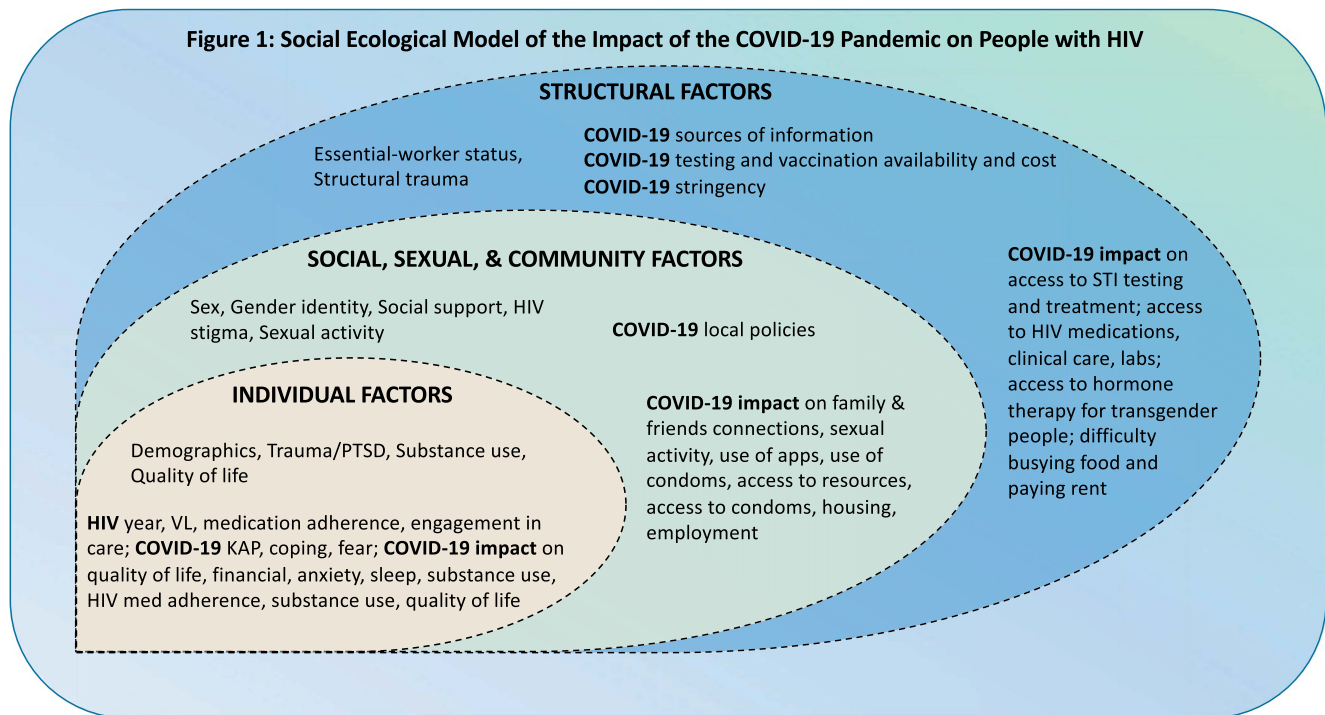 Figure 1: Social Ecological Model of the Impact of the COVID-19 Pandemic on People with HIV
STRUCTURAL FACTORS
Essential-worker status,
Structural trauma
COVID-19 sources of information
COVID-19 testing and vaccination availability and cost
COVID-19 stringency
COVID-19 impact on
access to STI testing
and treatment; access
to HIV medications,
clinical care, labs;
access to hormone
therapy for transgender
people; difficulty
busying food and
paying rent
SOCIAL, SEXUAL, & COMMUNITY FACTORS
Sex, Gender identity, Social support, HIV
stigma, Sexual activity
COVID-19 local policies
COVID-19 impact on family &
friends connections, sexual
activity, use of apps, use of
condoms, access to resources,
access to condoms, housing,
employment
INDIVIDUAL FACTORS
Demographics, Trauma/PTSD, Substance use,
Quality of life
HIV year, VL, medication adherence, engagement in
care; COVID-19 KAP, coping, fear; COVID-19 impact on
quality of life, financial, anxiety, sleep, substance use,
HIV med adherence, substance use, quality of life